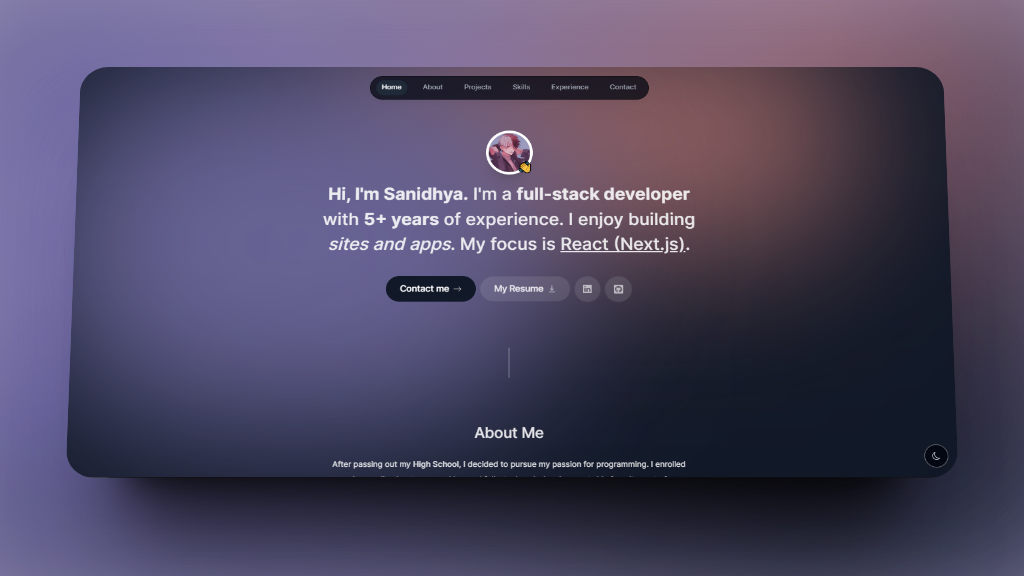 Home About Projects Skills Experience Contact
Hi, I'm Sanidhya. I'm a full-stack developer
with 5+ years of experience. I enjoy building
sites and apps. My focus is React (Next.js).
Contact me → My Resume
About Me
After passing out my High School, I decided to pursue my passion for programming. I enrolled